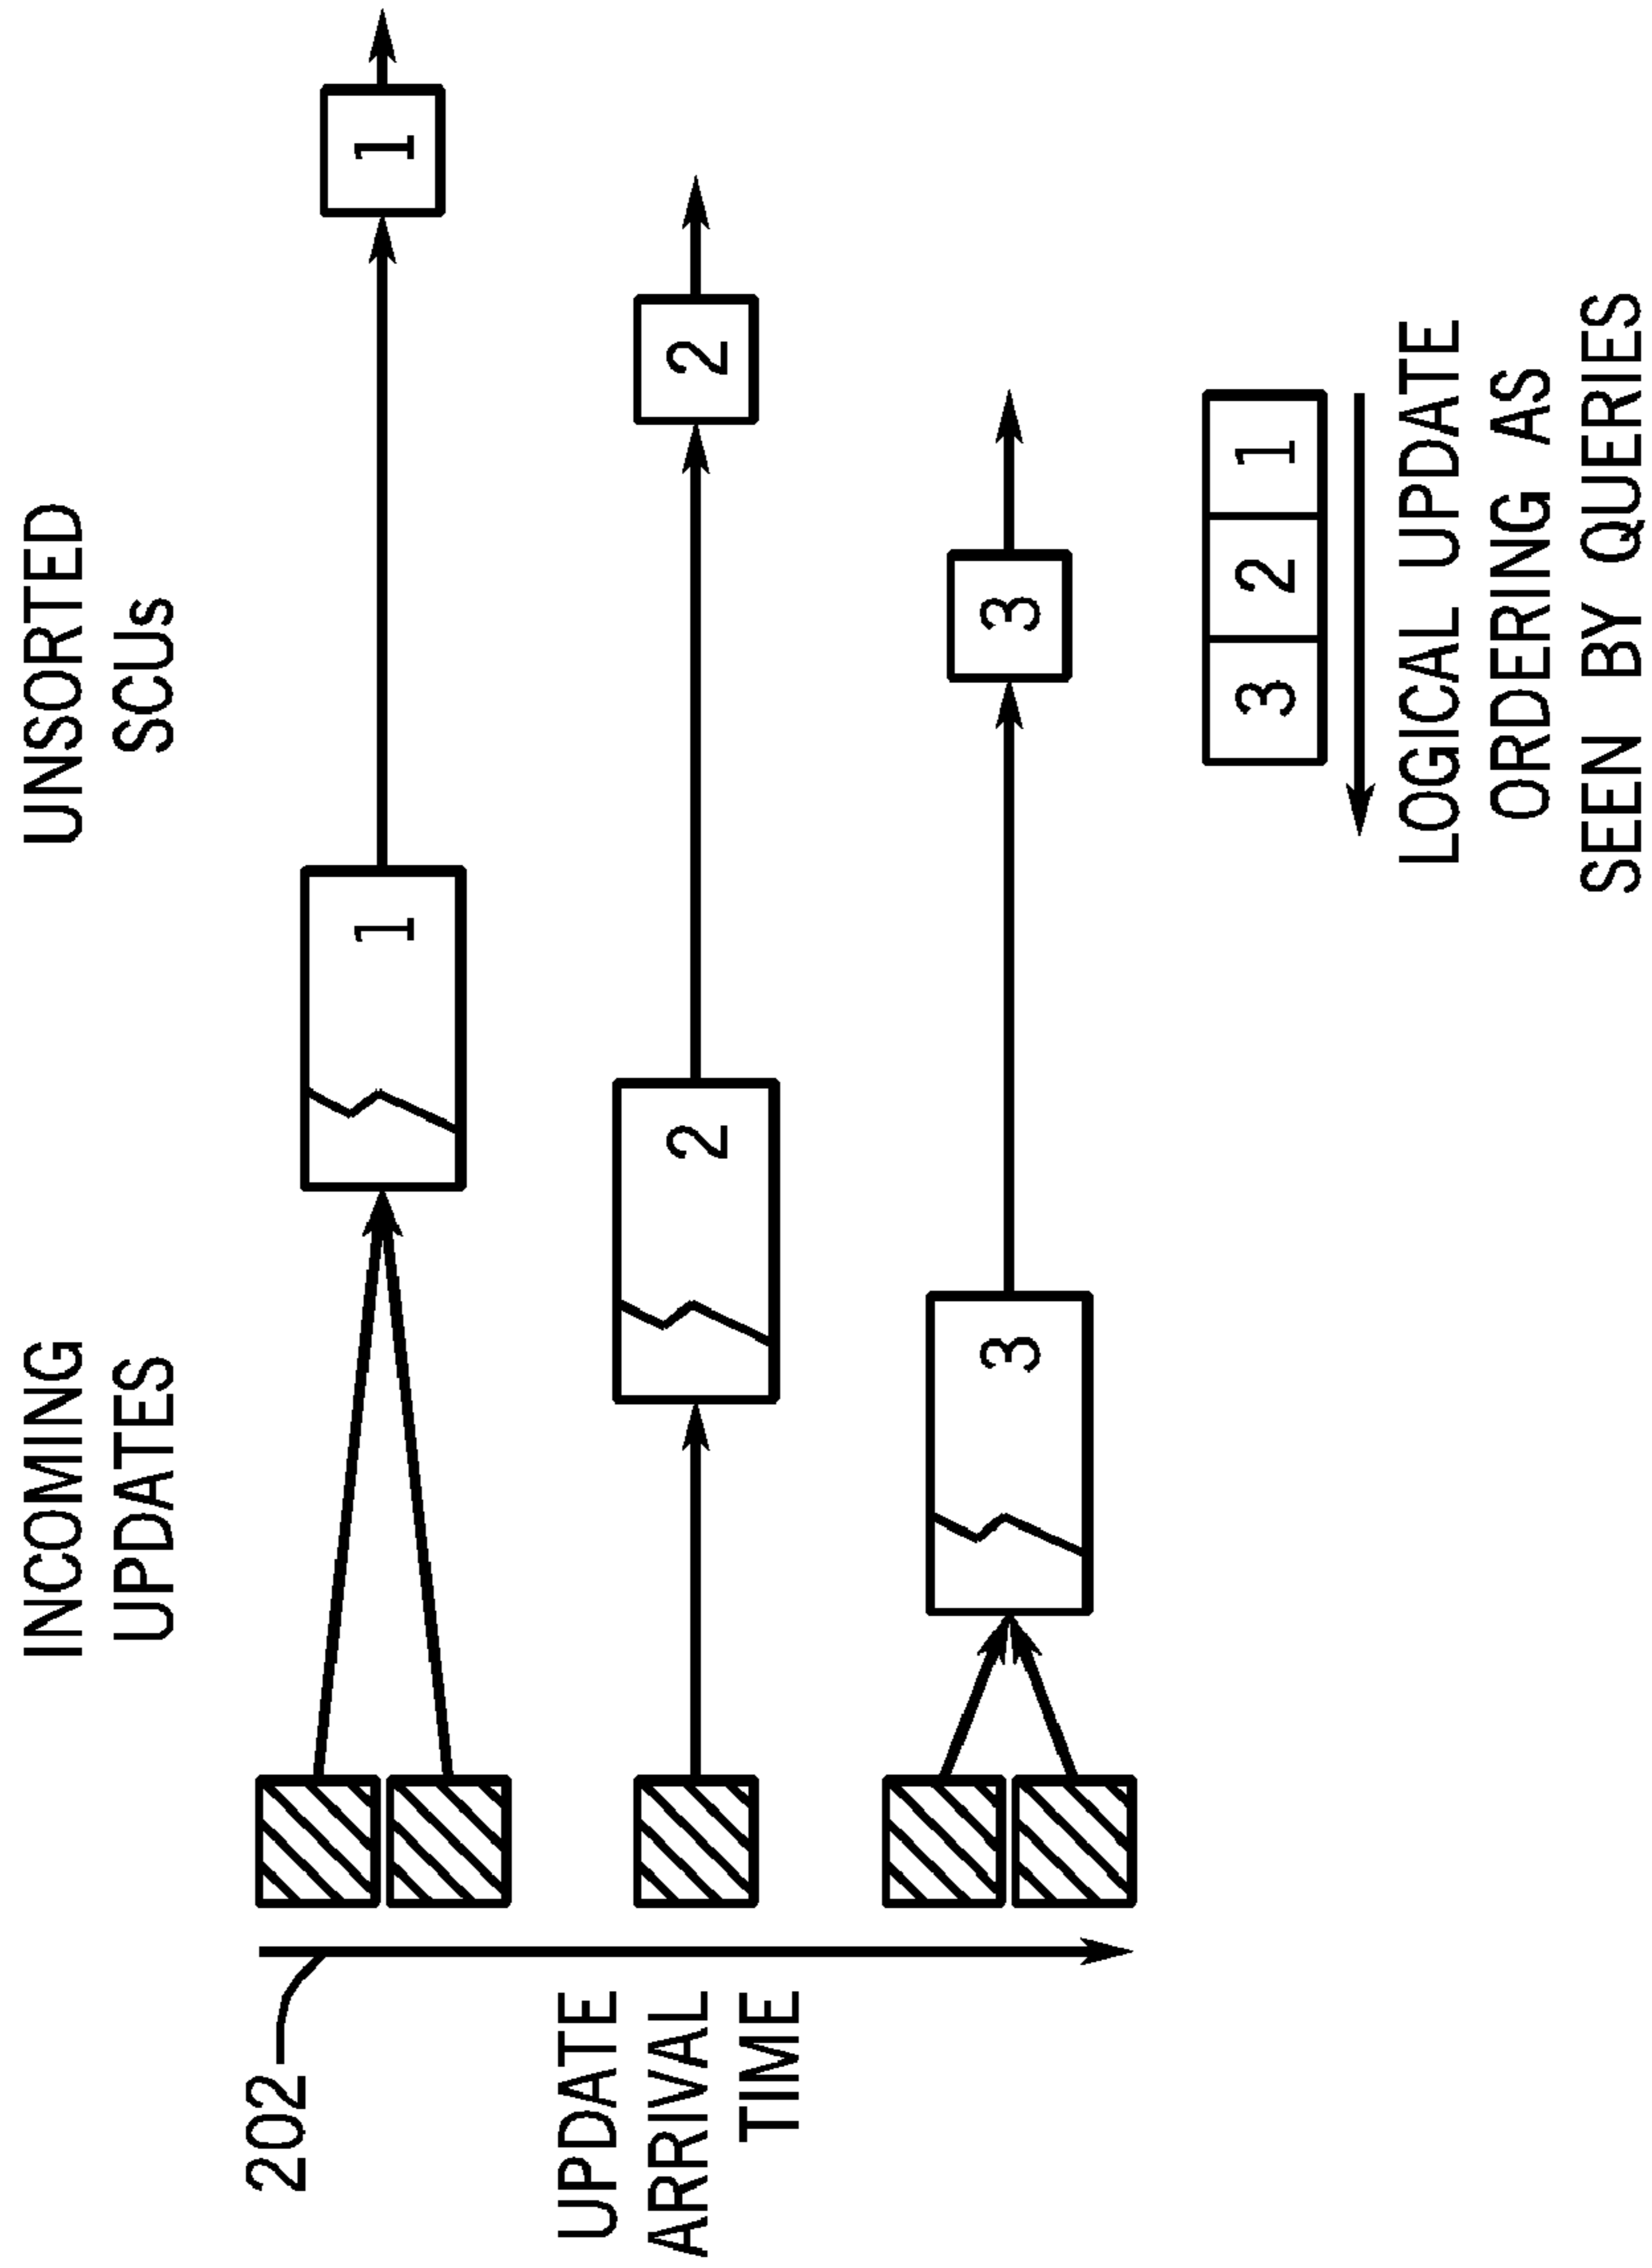 INCOMING
UPDATES
UNSORTED
SCUs
202
UPDATE
ARRIVAL
TIME
1
1
2
2
3
3
3 2 1
LOGICAL UPDATE
ORDERING AS
SEEN BY QUERIES